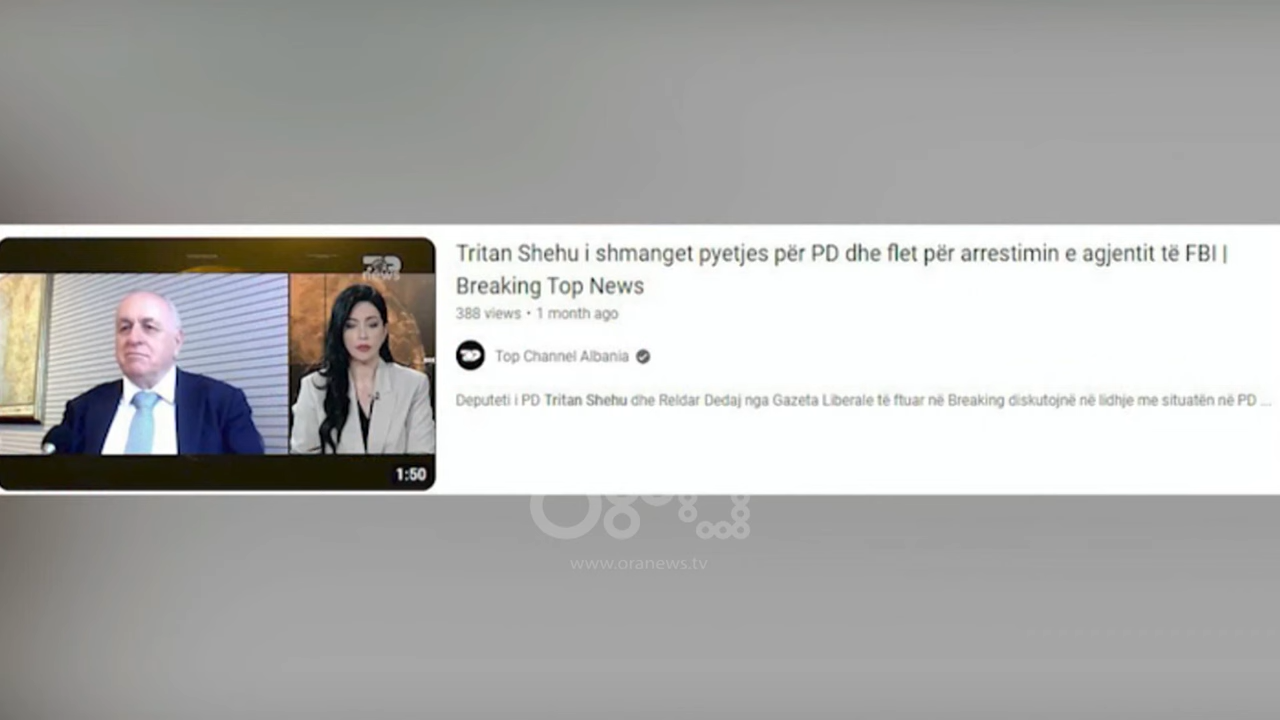 Tritan Shehu i shmanget pyetjes për PD dhe flet për arrestimin e agjentit të FBI |
Breaking Top News
388 views • 1 month ago
Top Channel Albania
Deputeti i PD Tritan Shehu dhe Reldar Dedaj nga Gazeta Liberale të ftuar në Breaking diskutojnë në lidhje me situatën në PD ...
1:50
www.oranews.tv